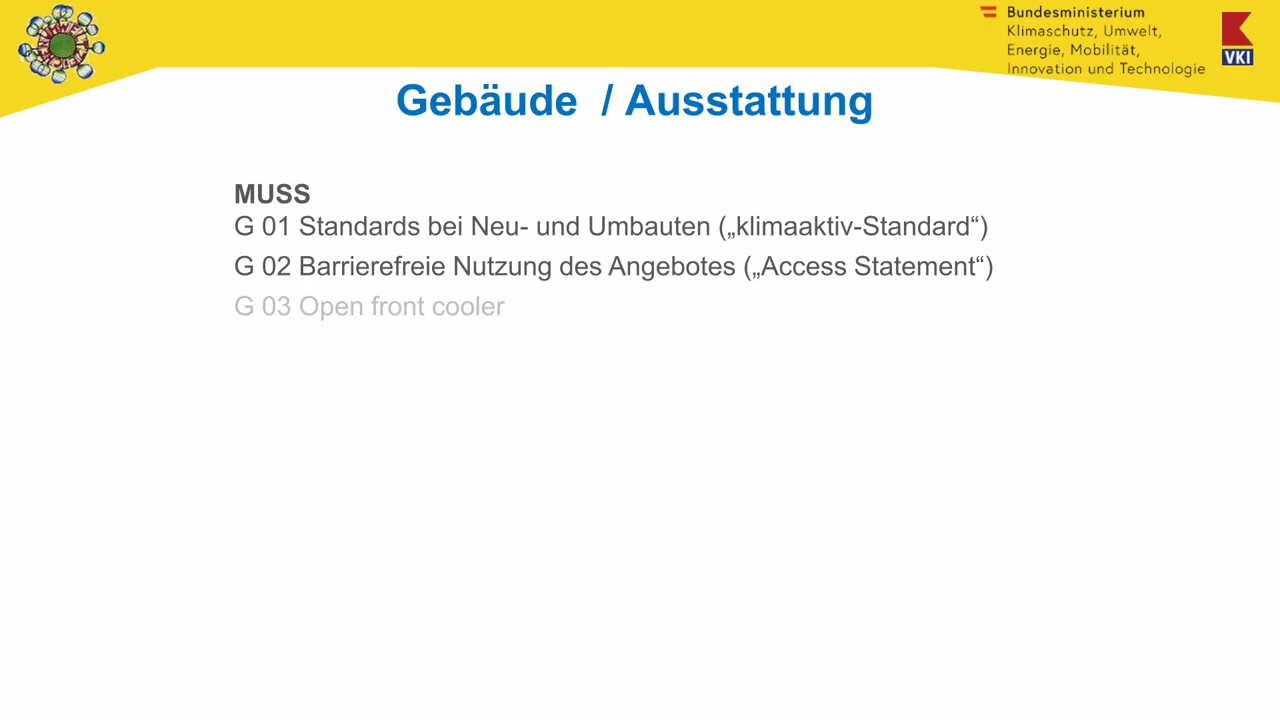 Bundesministerium
Klimaschutz, Umwelt,
Energie, Mobilität,
Innovation und Technologie
VKI
Gebäude / Ausstattung
MUSS
G 01 Standards bei Neu- und Umbauten („klimaaktiv-Standard“)
G 02 Barrierefreie Nutzung des Angebotes („Access Statement“)
G 03 Open front cooler